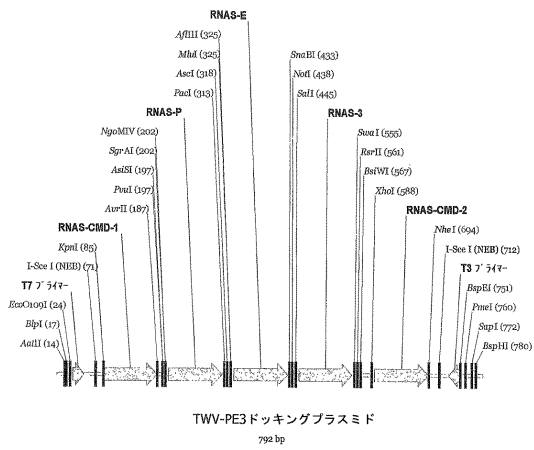 RNAS-E
AflIII (325)
MluI (325)
AscI (318)
PacI (313)
SnaBI (433)
NotI (438)
SalI (445)
RNAS-P
RNAS-3
NgoMIV (202)
SgrAI (202)
AsiSI (197)
PvuI (197)
AvrII (187)
SwaI (555)
RsrII (561)
BsiWI (567)
XhoI (588)
RNAS-CMD-1
RNAS-CMD-2
KpnI (85)
I-Sce I (NEB) (71)
T7 プライマー
EcoO109I (24)
BlpI (17)
AatII (14)
NheI (694)
I-Sce I (NEB) (712)
T3 プライマー
BspEI (751)
PmeI (760)
SapI (772)
BspHI (780)
TWV-PE3ドッキングプラスミド
792 bp